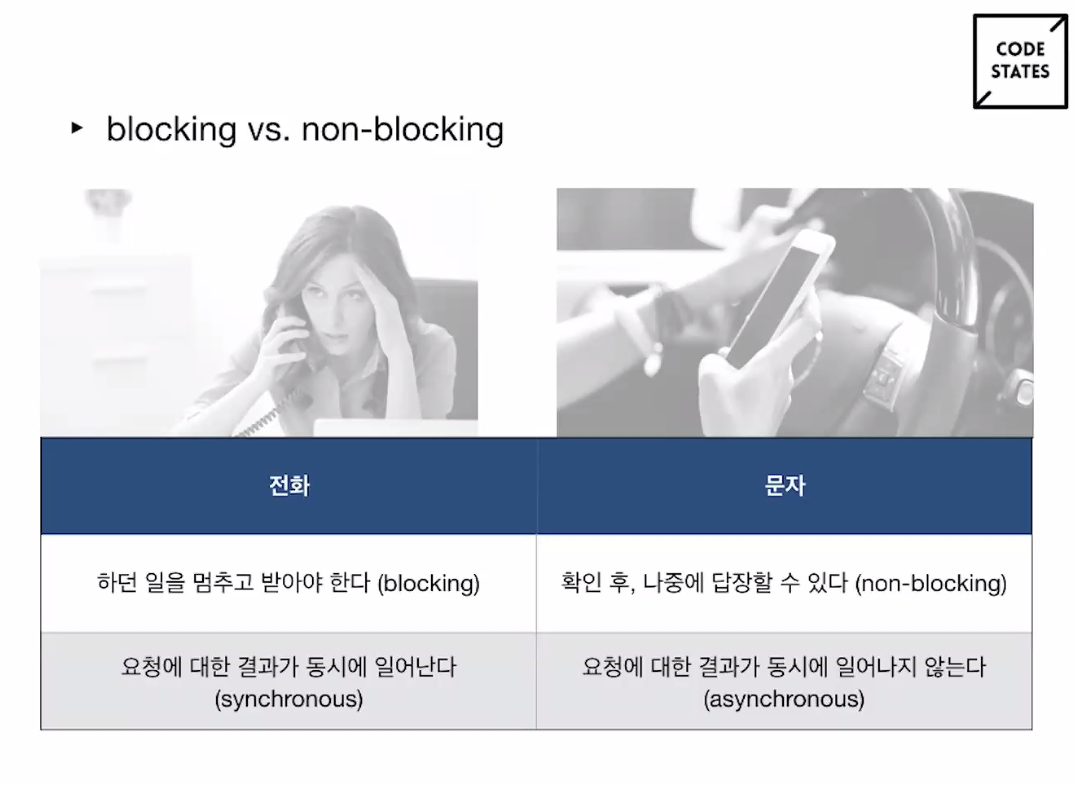 CODE
STATES
▸ blocking vs. non-blocking
전화
문자
하던 일을 멈추고 받아야 한다 (blocking)
확인 후, 나중에 답장할 수 있다 (non-blocking)
요청에 대한 결과가 동시에 일어난다
(synchronous)
요청에 대한 결과가 동시에 일어나지 않는다
(asynchronous)